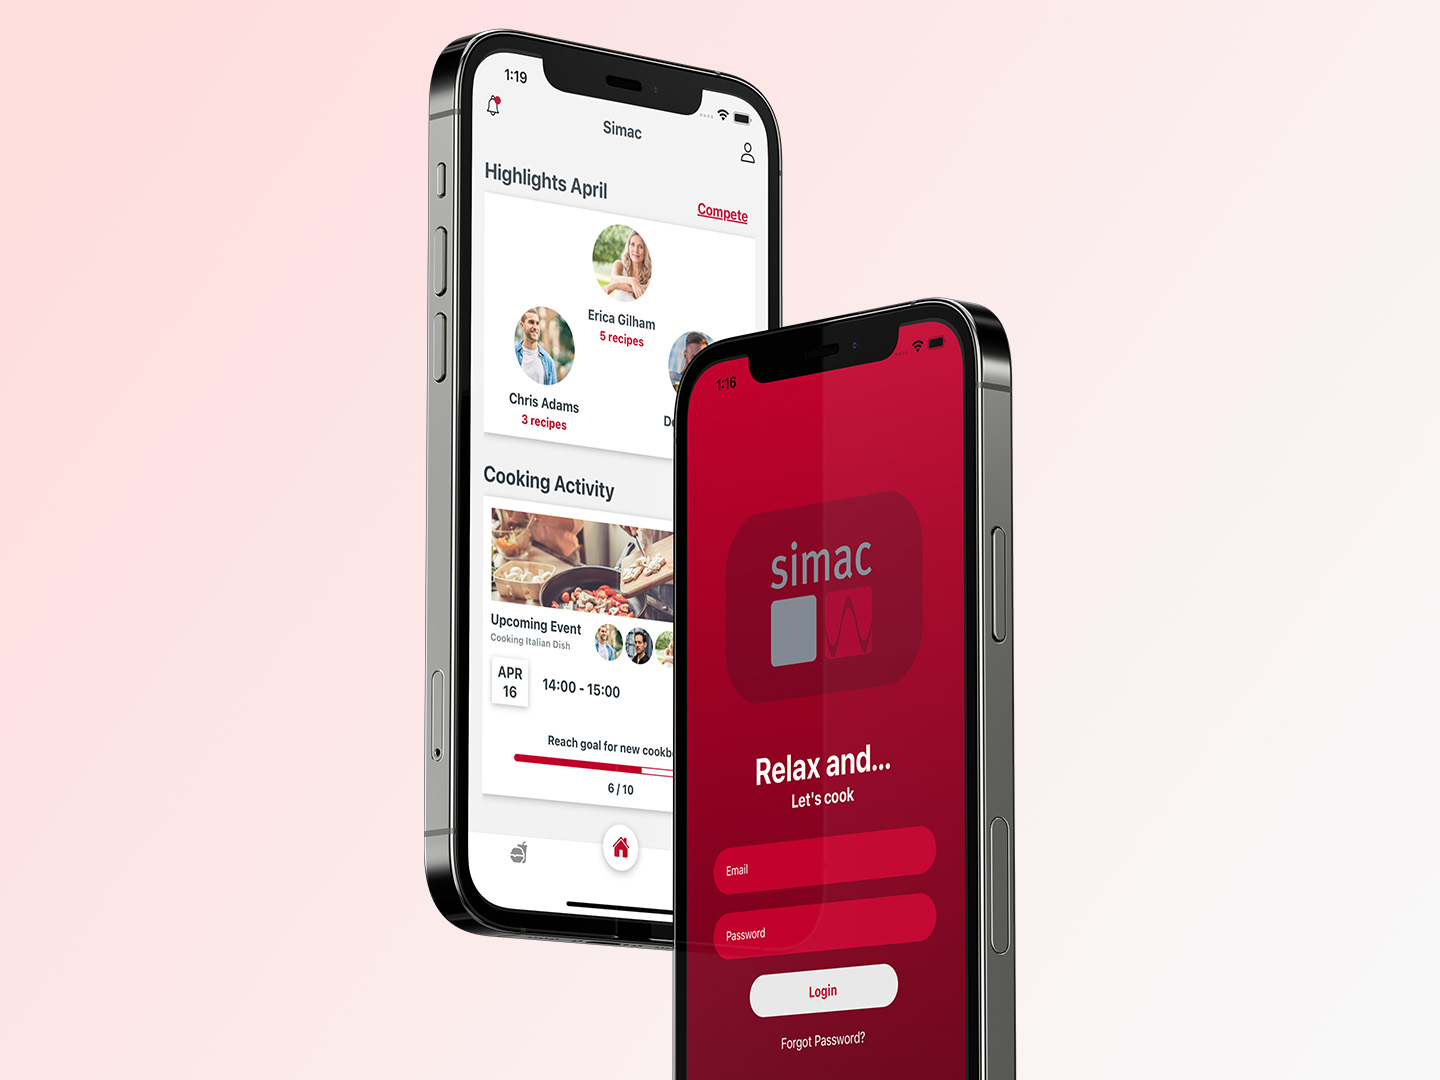 1:19
Simac
Highlights April
Compete
Erica Gilham
5 recipes
Chris Adams
3 recipes
Cooking Activity
Upcoming Event
Cooking Italian Dish
APR
16
14:00 - 15:00
Reach goal for new
6 / 10
1:16
simac
Relax and...
Let's cook
Email
Password
Login
Forgot Password?